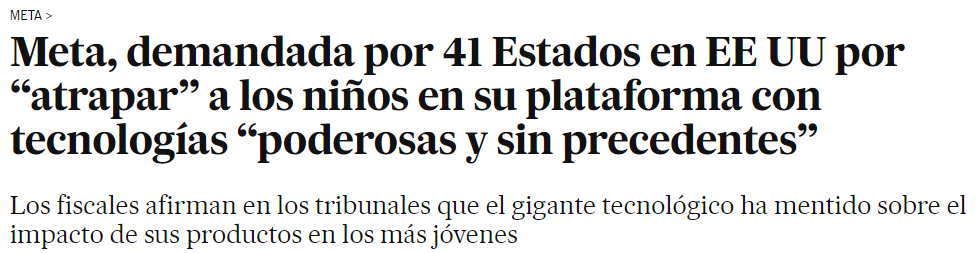 META >
Meta, demandada por 41 Estados en EE UU por
“atrapar” a los niños en su plataforma con
tecnologías “poderosas y sin precedentes”
Los fiscales afirman en los tribunales que el gigante tecnológico ha mentido sobre el
impacto de sus productos en los más jóvenes